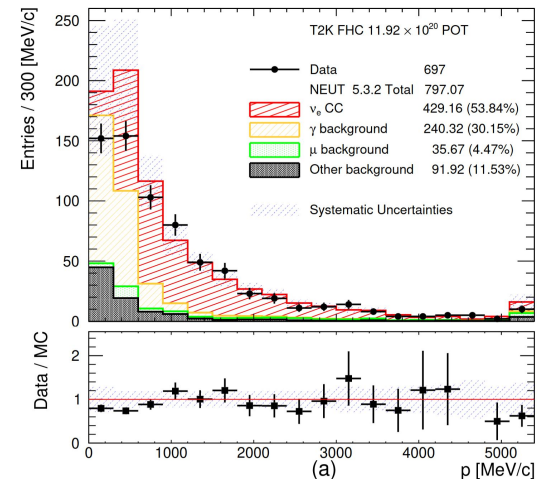 T2K FHC 11.92 × 10²⁰ POT
Data 697
NEUT 5.3.2 Total 797.07
νₑ CC 429.16 (53.84%)
γ background 240.32 (30.15%)
μ background 35.67 (4.47%)
Other background 91.92 (11.53%)
Systematic Uncertainties
Entries / 300 [MeV/c]
250
200
150
100
50
0
Data / MC
2
1
0
0 1000 2000 3000 4000 5000
(a) p [MeV/c]